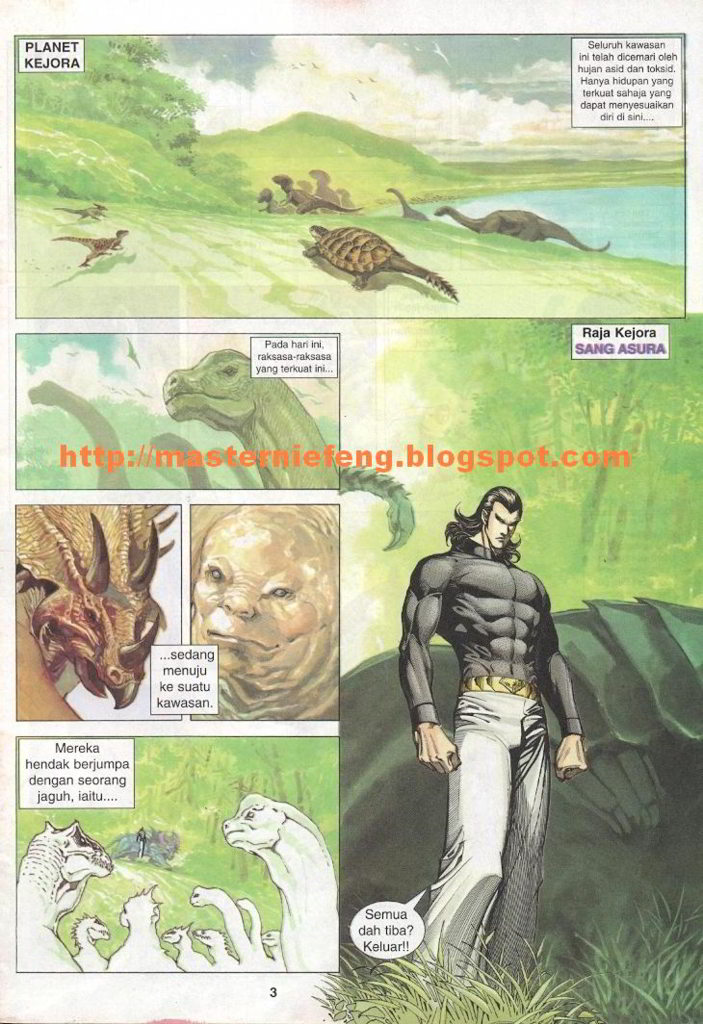 PLANET
KEJORA
Seluruh kawasan
ini telah dicemari oleh
hujan asid dan toksid.
Hanya hidupan yang
terkuat sahaja yang
dapat menyesuaikan
diri di sini....
Pada hari ini,
raksasa-raksasa
yang terkuat ini...
Raja Kejora
SANG ASURA
http://masterniefeng.blogspot.com
...sedang
menuju
ke suatu
kawasan.
Mereka
hendak berjumpa
dengan seorang
jaguh, iaitu....
Semua
dah tiba?
Keluar!!
3